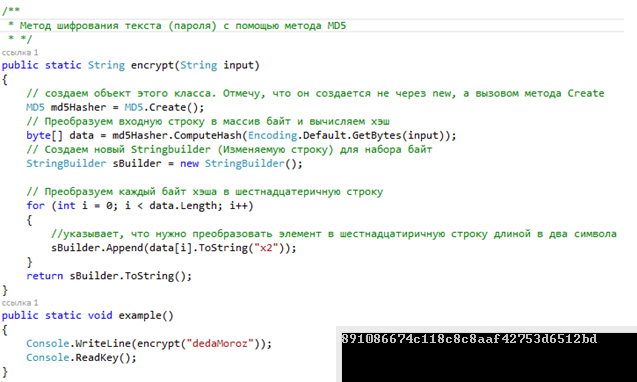 /**
 * Метод шифрования текста (пароля) с помощью метода MD5
 * */
ссылка 1
public static String encrypt(String input)
{
    // создаем объект этого класса. Отмечу, что он создается не через new, а вызовом метода Create
    MD5 md5Hasher = MD5.Create();
    // Преобразуем входную строку в массив байт и вычисляем хэш
    byte[] data = md5Hasher.ComputeHash(Encoding.Default.GetBytes(input));
    // Создаем новый Stringbuilder (Изменяемую строку) для набора байт
    StringBuilder sBuilder = new StringBuilder();

    // Преобразуем каждый байт хэша в шестнадцатеричную строку
    for (int i = 0; i < data.Length; i++)
    {
        //указывает, что нужно преобразовать элемент в шестнадцатиричную строку длиной в два символа
        sBuilder.Append(data[i].ToString("x2"));
    }
    return sBuilder.ToString();
}
ссылка 1
public static void example()
{
    Console.WriteLine(encrypt("dedaMoroz"));
    Console.ReadKey();
}
891086674c118c8c8aaf42753d6512bd